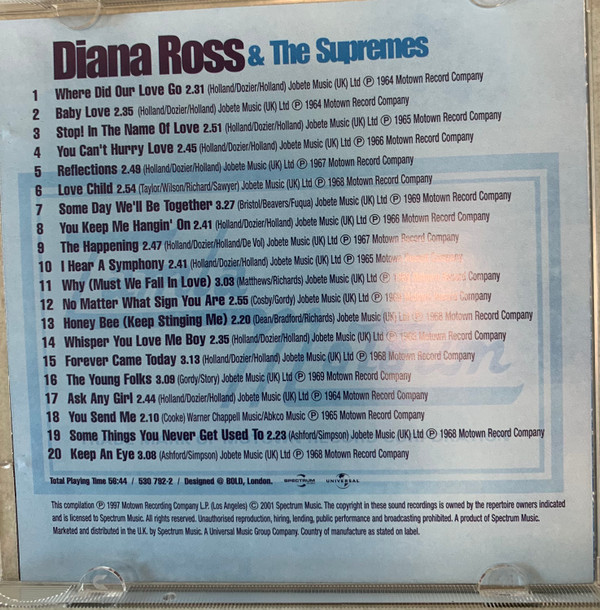 Diana Ross & The Supremes
1 Where Did Our Love Go 2.31 (Holland/Dozier/Holland) Jobete Music (UK) Ltd ℗ 1964 Motown Record Company
2 Baby Love 2.35 (Holland/Dozier/Holland) Jobete Music (UK) Ltd ℗ 1964 Motown Record Company
3 Stop! In The Name Of Love 2.51 (Holland/Dozier/Holland) Jobete Music (UK) Ltd ℗ 1965 Motown Record Company
4 You Can't Hurry Love 2.45 (Holland/Dozier/Holland) Jobete Music (UK) Ltd ℗ 1966 Motown Record Company
5 Reflections 2.49 (Holland/Dozier/Holland) Jobete Music (UK) Ltd ℗ 1967 Motown Record Company
6 Love Child 2.54 (Taylor/Wilson/Richard/Sawyer) Jobete Music (UK) Ltd ℗ 1968 Motown Record Company
7 Some Day We'll Be Together 3.27 (Bristol/Beavers/Fuqua) Jobete Music (UK) Ltd ℗ 1969 Motown Record Company
8 You Keep Me Hangin' On 2.41 (Holland/Dozier/Holland) Jobete Music (UK) Ltd ℗ 1966 Motown Record Company
9 The Happening 2.47 (Holland/Dozier/Holland/De Vol) Jobete Music (UK) Ltd ℗ 1967 Motown Record Company
10 I Hear A Symphony 2.41 (Holland/Dozier/Holland) Jobete Music (UK) Ltd ℗ 1965 Motown Record Company
11 Why (Must We Fall In Love) 3.03 (Matthews/Richards) Jobete Music (UK) Ltd ℗ Motown Record Company
12 No Matter What Sign You Are 2.55 (Cosby/Gordy) Jobete Music (UK) Ltd ℗ Motown Record Company
13 Honey Bee (Keep Stinging Me) 2.20 (Dean/Bradford/Richards) Jobete Music (UK) Ltd ℗ 1968 Motown Record Company
14 Whisper You Love Me Boy 2.35 (Holland/Dozier/Holland) Jobete Music (UK) Ltd ℗ Motown Record Company
15 Forever Came Today 3.13 (Holland/Dozier/Holland) Jobete Music (UK) Ltd ℗ 1968 Motown Record Company
16 The Young Folks 3.09 (Gordy/Story) Jobete Music (UK) Ltd ℗ 1969 Motown Record Company
17 Ask Any Girl 2.44 (Holland/Dozier/Holland) Jobete Music (UK) Ltd ℗ 1964 Motown Record Company
18 You Send Me 2.10 (Cooke) Warner Chappell Music/Abkco Music ℗ 1965 Motown Record Company
19 Some Things You Never Get Used To 2.23 (Ashford/Simpson) Jobete Music (UK) Ltd ℗ 1968 Motown Record Company
20 Keep An Eye 3.08 (Ashford/Simpson) Jobete Music (UK) Ltd ℗ 1968 Motown Record Company
Total Playing Time 56:44 / 530 792-2 / Designed @ BOLD, London. SPECTRUM UNIVERSAL
This compilation ℗ 1997 Motown Record Company L.P. (Los Angeles) © 2001 Spectrum Music. The copyright in these sound recordings is owned by the repertoire owners indicated
and is licensed to Spectrum Music. All rights reserved. Unauthorised reproduction, hiring, lending, public performance and broadcasting prohibited. A product of Spectrum Music.
Marketed and distributed in the U.K. by Spectrum Music. A Universal Music Group Company. Country of manufacture as stated on label.